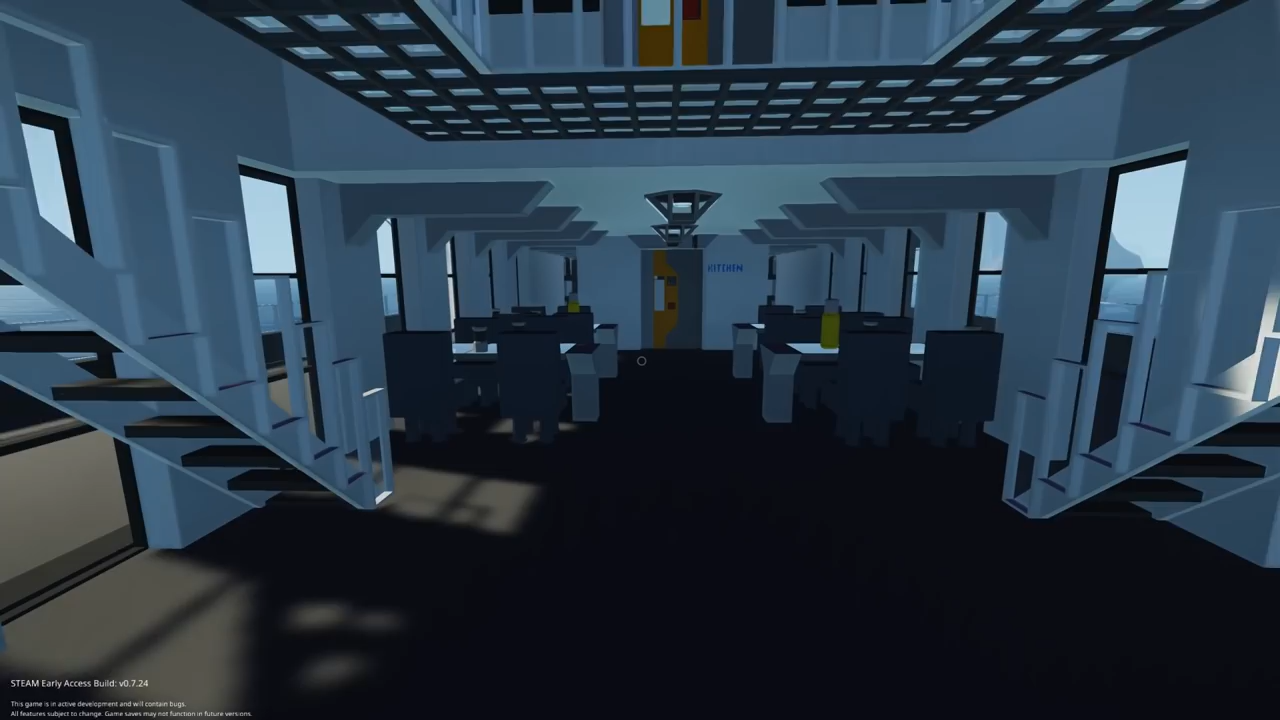 KITCHEN
STEAM Early Access Build: v0.7.24
This game is in active development and will contain bugs.
All features subject to change. Game saves may not function in future versions.